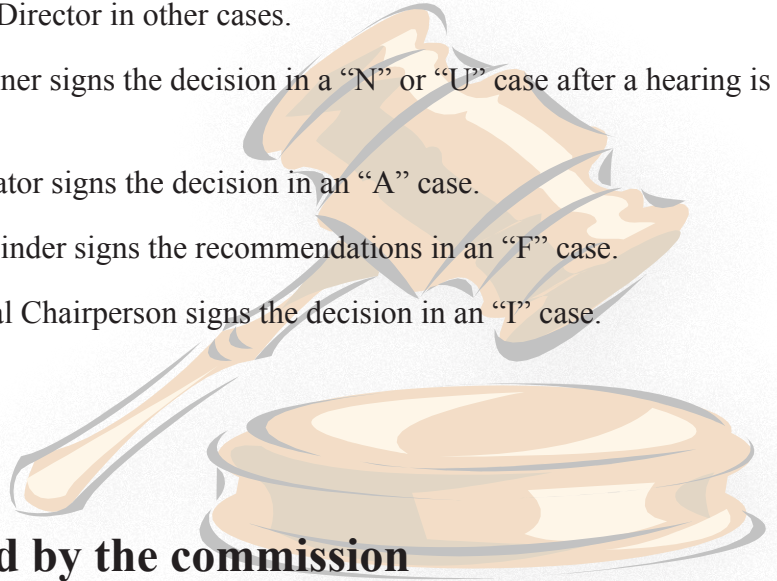 Director in other cases.
ner signs the decision in a “N” or “U” case after a hearing is
ator signs the decision in an “A” case.
inder signs the recommendations in an “F” case.
al Chairperson signs the decision in an “I” case.
d by the commission